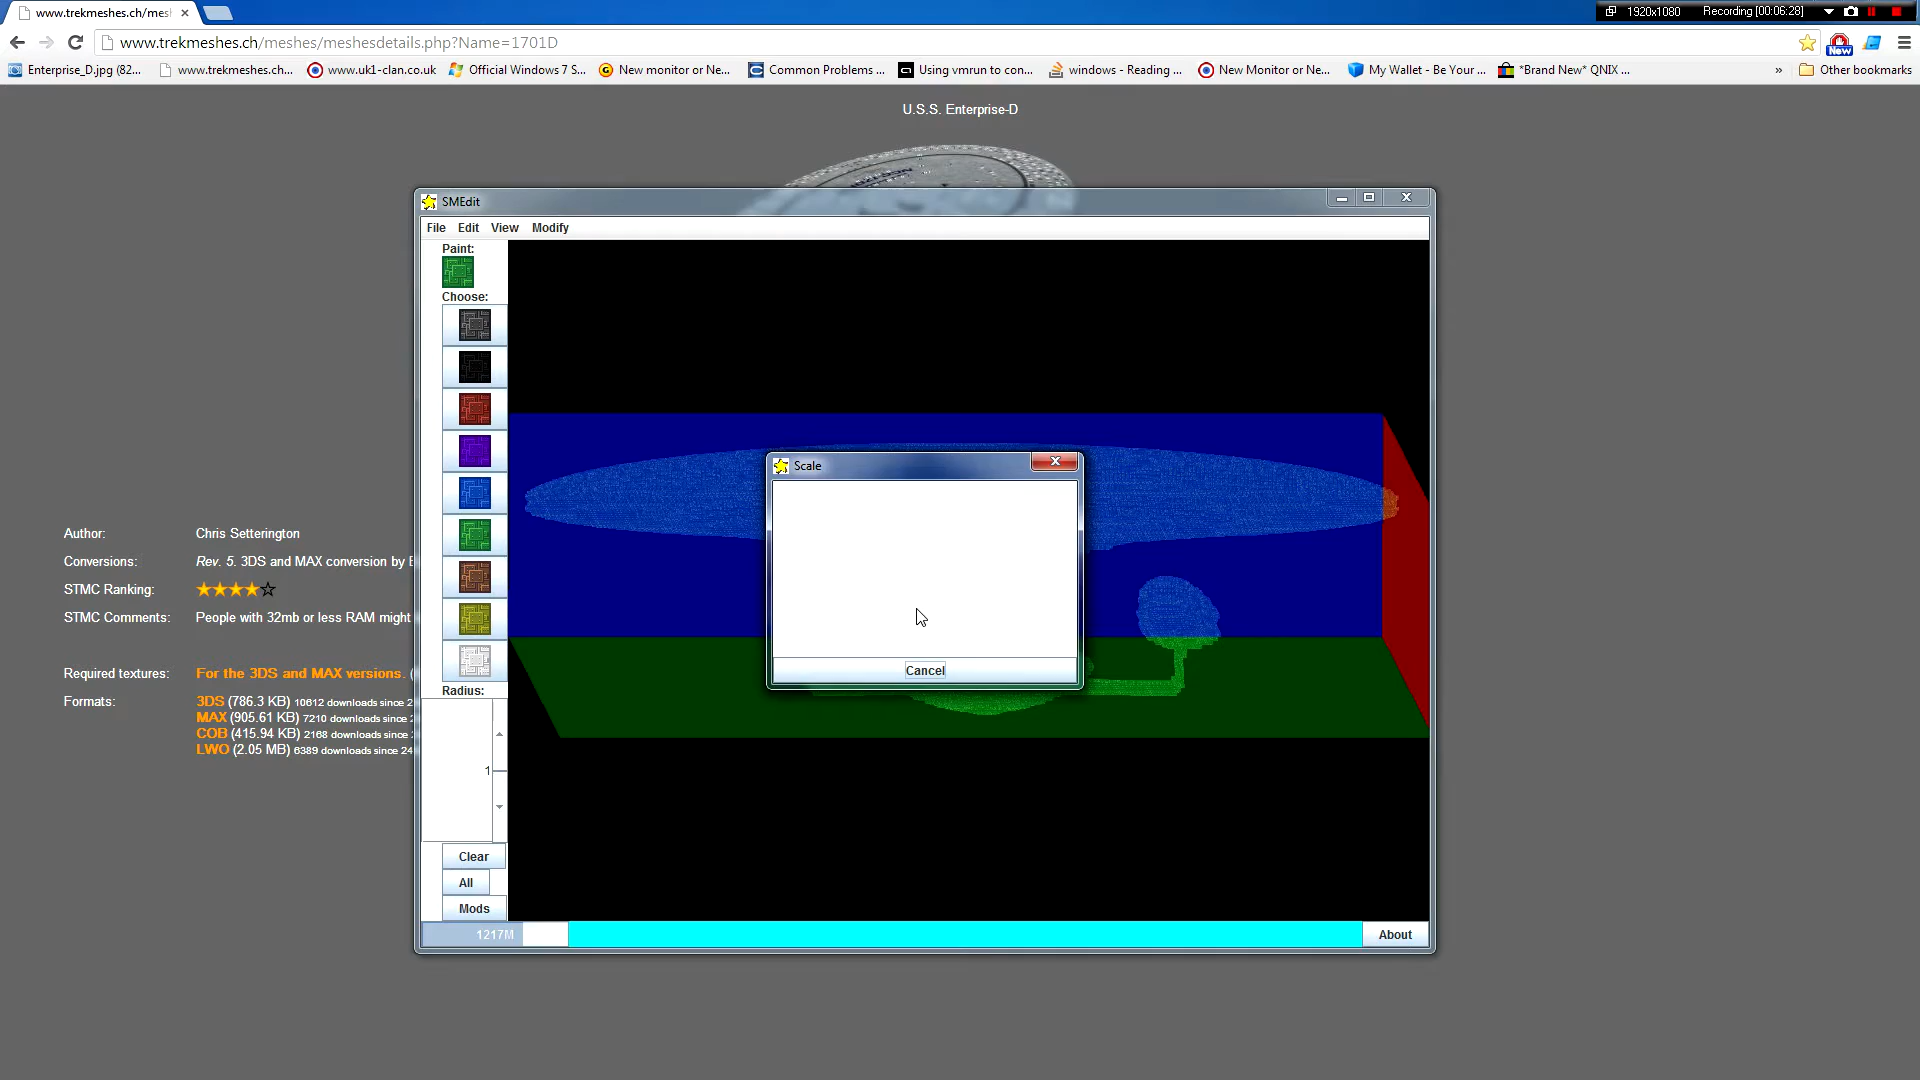 www.trekmeshes.ch/mes
1920x1080
Recording [00:06:28]
www.trekmeshes.ch/meshes/meshesdetails.php?Name=1701D
New
Enterprise_D.jpg (82...
www.trekmeshes.ch...
www.uk1-clan.co.uk
Official Windows 7 S...
New monitor or Ne...
Common Problems ...
Using vmrun to con...
windows - Reading ...
New Monitor or Ne...
My Wallet - Be Your ...
*Brand New* QNIX ...
»
Other bookmarks
U.S.S. Enterprise-D
SMEdit
File Edit View Modify
Paint:
Choose:
Scale
Cancel
Radius:
1
Clear
All
Mods
1217M
About
Author: Chris Setterington
Conversions: Rev. 5. 3DS and MAX conversion by
STMC Ranking:
STMC Comments: People with 32mb or less RAM might
Required textures: For the 3DS and MAX versions. (
Formats: 3DS (786.3 KB) 10612 downloads since 2
MAX (905.61 KB) 7210 downloads since 2
COB (415.94 KB) 2168 downloads since 2
LWO (2.05 MB) 6389 downloads since 24